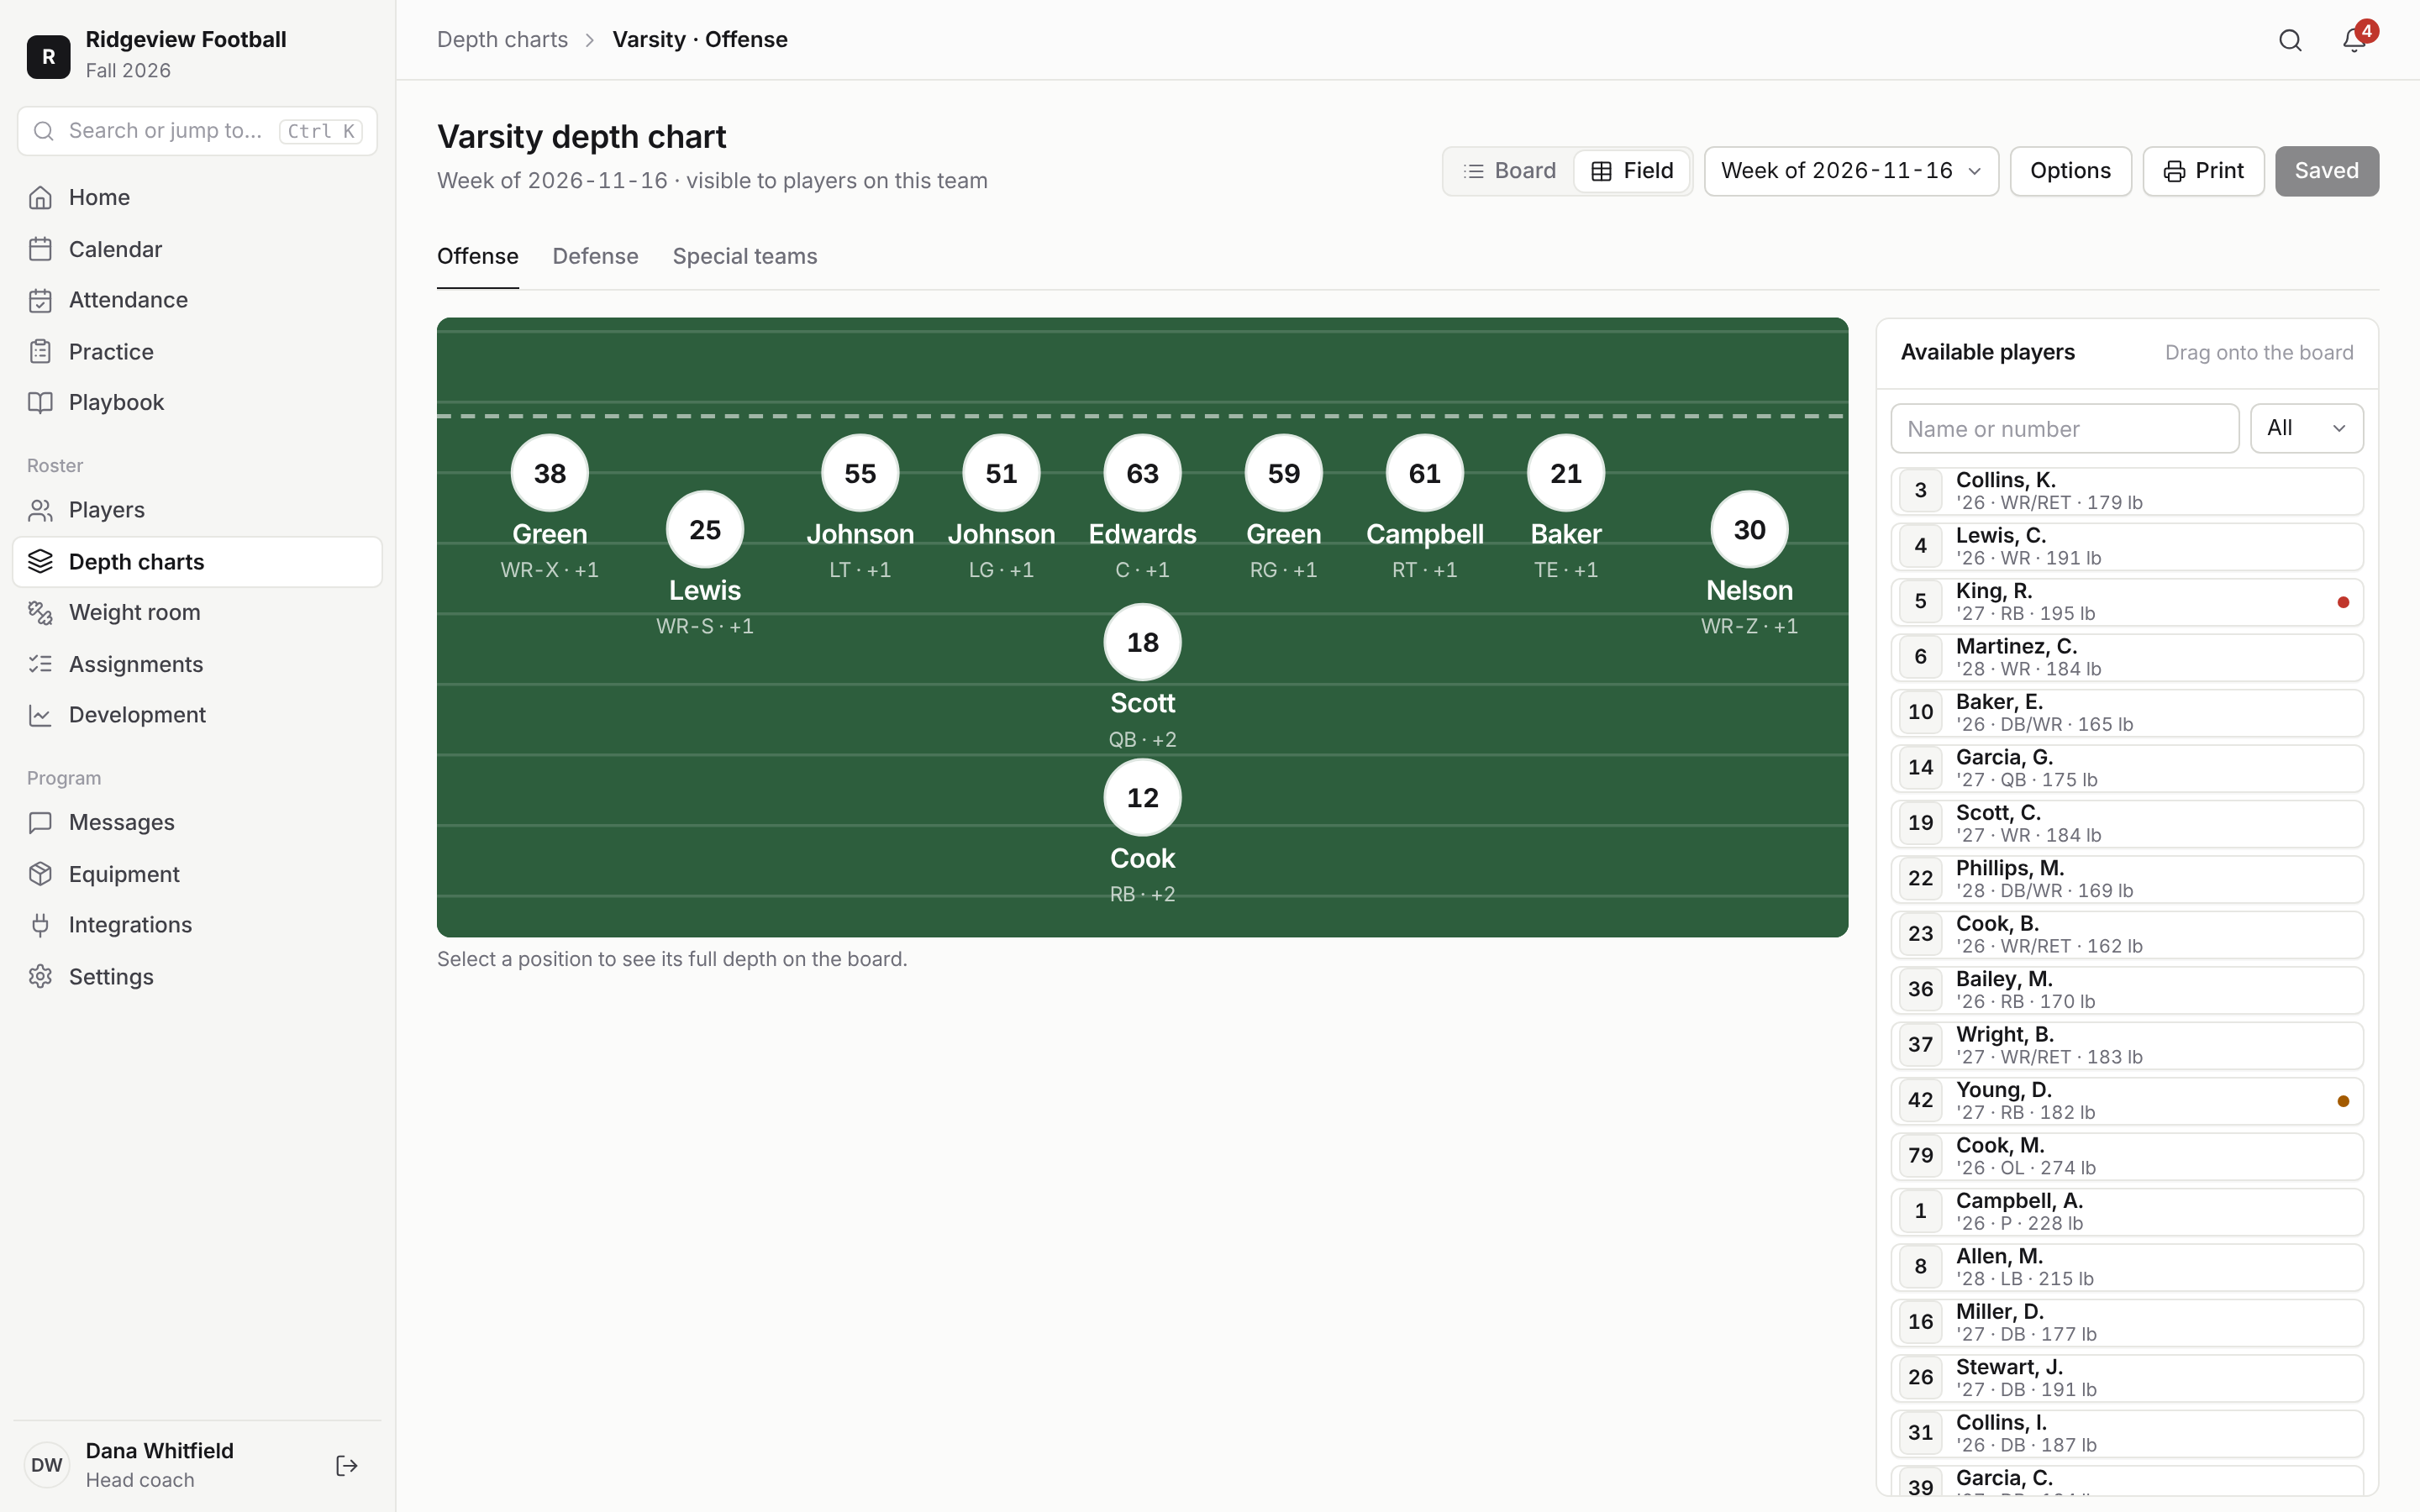 R
Ridgeview Football
Fall 2026
Search or jump to...
Ctrl K
Home
Calendar
Attendance
Practice
Playbook
Roster
Players
Depth charts
Weight room
Assignments
Development
Program
Messages
Equipment
Integrations
Settings
DW
Dana Whitfield
Head coach
Depth charts
Varsity · Offense
4
Varsity depth chart
Week of 2026-11-16 · visible to players on this team
Board
Field
Week of 2026-11-16
Options
Print
Saved
Offense
Defense
Special teams
38
Green
WR-X · +1
25
Lewis
WR-S · +1
55
Johnson
LT · +1
51
Johnson
LG · +1
63
Edwards
C · +1
59
Green
RG · +1
61
Campbell
RT · +1
21
Baker
TE · +1
30
Nelson
WR-Z · +1
18
Scott
QB · +2
12
Cook
RB · +2
Select a position to see its full depth on the board.
Available players
Drag onto the board
Name or number
All
3
Collins, K.
'26 · WR/RET · 179 lb
4
Lewis, C.
'26 · WR · 191 lb
5
King, R.
'27 · RB · 195 lb
6
Martinez, C.
'28 · WR · 184 lb
10
Baker, E.
'26 · DB/WR · 165 lb
14
Garcia, G.
'27 · QB · 175 lb
19
Scott, C.
'27 · WR · 184 lb
22
Phillips, M.
'28 · DB/WR · 169 lb
23
Cook, B.
'26 · WR/RET · 162 lb
36
Bailey, M.
'26 · RB · 170 lb
37
Wright, B.
'27 · WR/RET · 183 lb
42
Young, D.
'27 · RB · 182 lb
79
Cook, M.
'26 · OL · 274 lb
1
Campbell, A.
'26 · P · 228 lb
8
Allen, M.
'28 · LB · 215 lb
16
Miller, D.
'27 · DB · 177 lb
26
Stewart, J.
'27 · DB · 191 lb
31
Collins, I.
'26 · DB · 187 lb
39
Garcia, C.